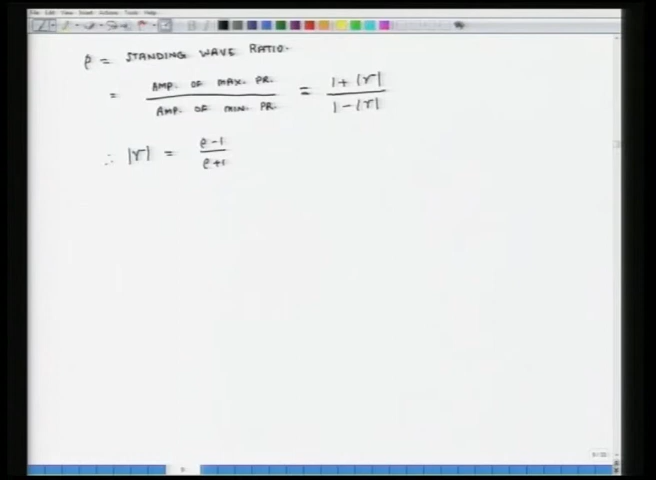 ρ = STANDING WAVE RATIO.
= AMP. OF MAX. PR. / AMP. OF MIN. PR. = 1+|r| / 1-|r|
∴ |r| = ρ-1 / ρ+1